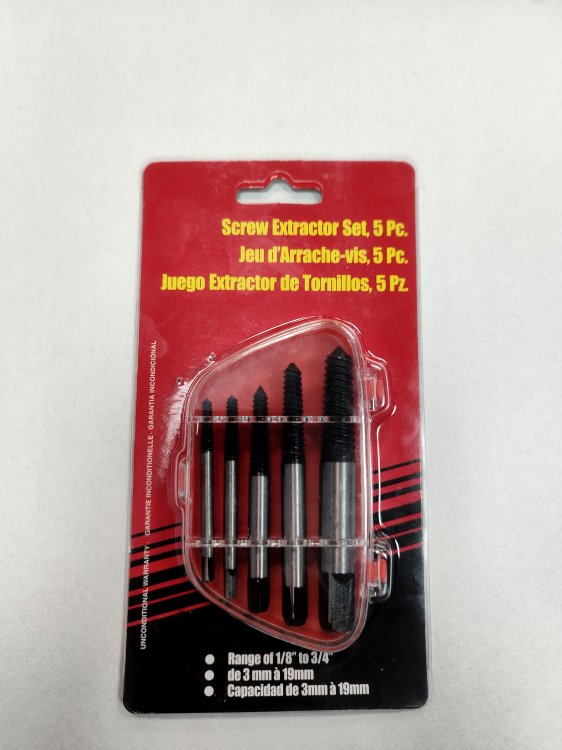 Screw Extractor Set, 5 Pc.
Jeu d'Arrache-vis, 5 Pc.
Juego Extractor de Tornillos, 5 Pz.
UNCONDITIONAL WARRANTY - GARANTIE INCONDITIONELLE - GARANTIA INCONDICIONAL
Range of 1/8" to 3/4"
de 3 mm à 19mm
Capacidad de 3mm à 19mm